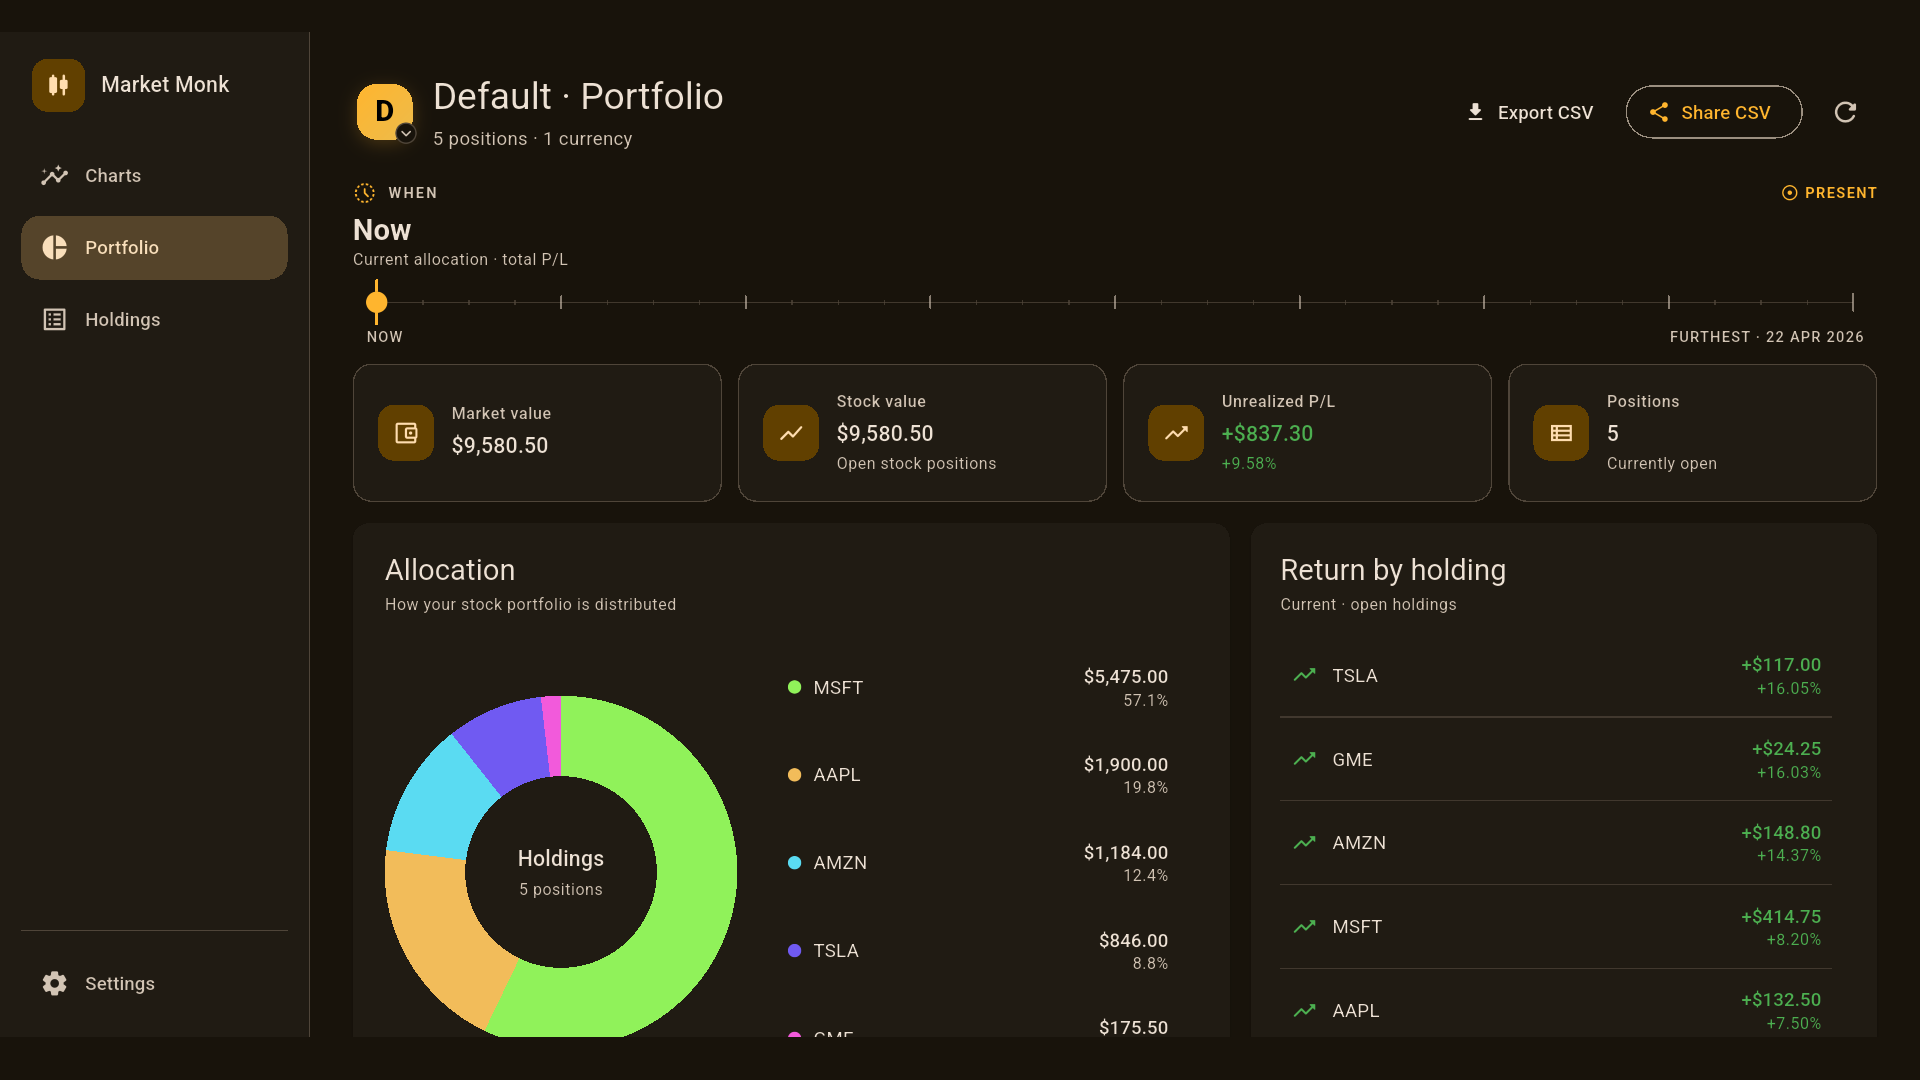 Market Monk
Charts
Portfolio
Holdings
Settings
D
Default · Portfolio
5 positions · 1 currency
Export CSV
Share CSV
WHEN
PRESENT
Now
Current allocation · total P/L
NOW
FURTHEST · 22 APR 2026
Market value
$9,580.50
Stock value
$9,580.50
Open stock positions
Unrealized P/L
+$837.30
+9.58%
Positions
5
Currently open
Allocation
How your stock portfolio is distributed
Holdings
5 positions
MSFT
$5,475.00
57.1%
AAPL
$1,900.00
19.8%
AMZN
$1,184.00
12.4%
TSLA
$846.00
8.8%
GME
$175.50
Return by holding
Current · open holdings
TSLA
+$117.00
+16.05%
GME
+$24.25
+16.03%
AMZN
+$148.80
+14.37%
MSFT
+$414.75
+8.20%
AAPL
+$132.50
+7.50%